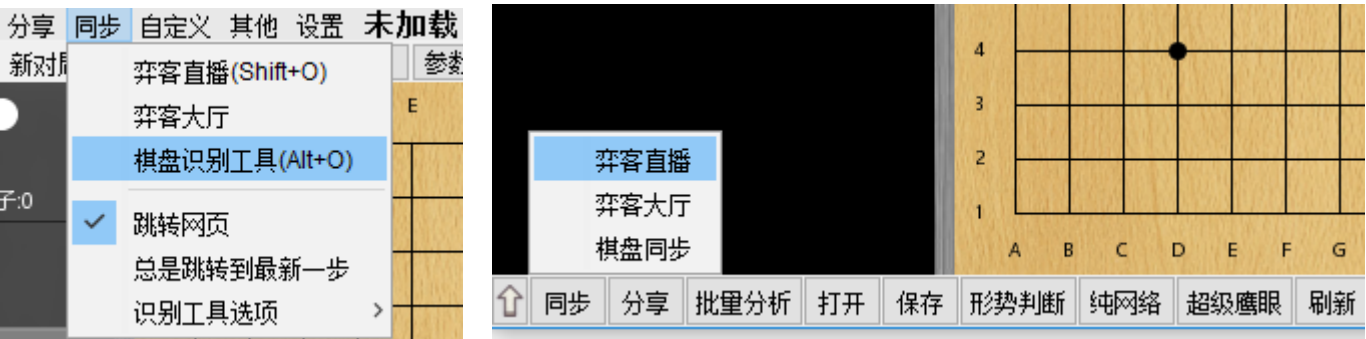 分享 同步 自定义 其他 设置 未加载
新对局 参数
弈客直播(Shift+O)
弈客大厅
棋盘识别工具(Alt+O)
跳转网页
总是跳转到最新一步
识别工具选项
E
子:0
4
3
2
1
A B C D E F G
弈客直播
弈客大厅
棋盘同步
同步 分享 批量分析 打开 保存 形势判断 纯网络 超级鹰眼 刷新